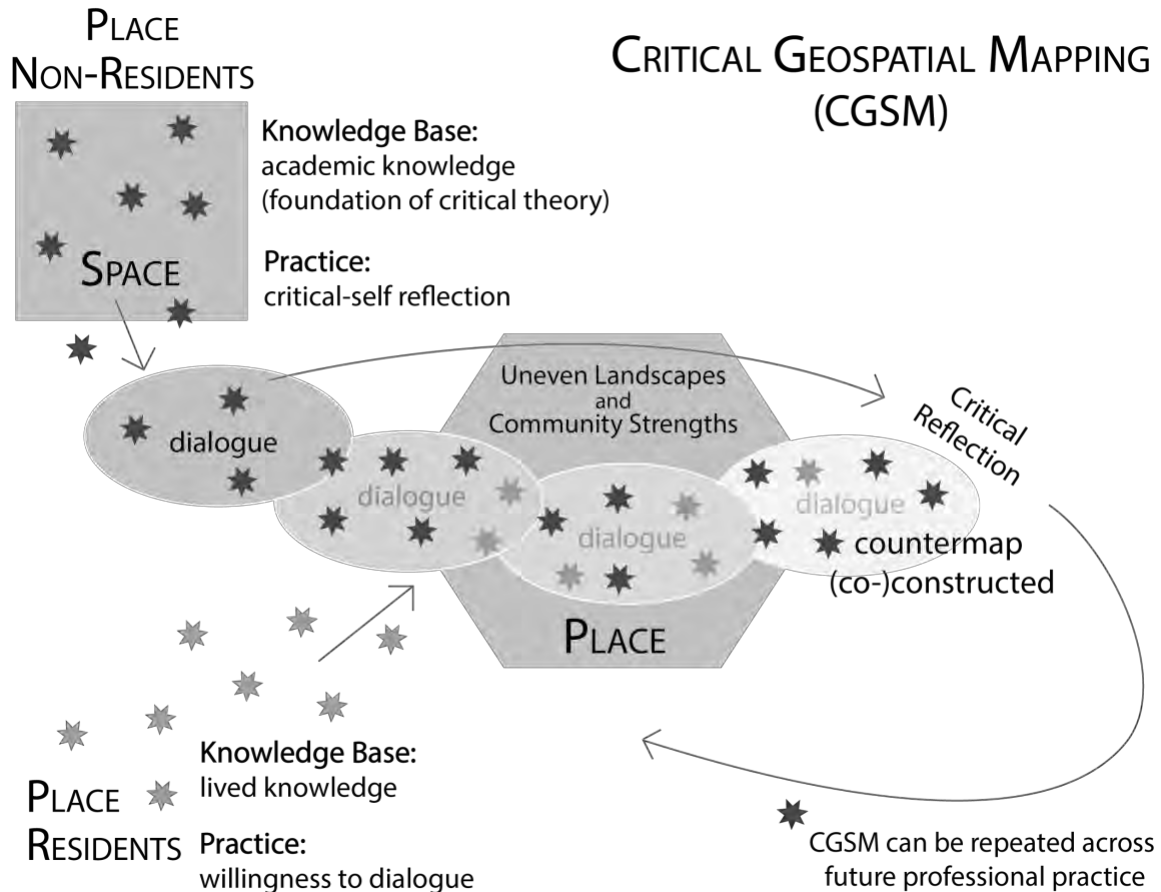 PLACE
NON-RESIDENTS
CRITICAL GEOSPATIAL MAPPING
(CGSM)
Knowledge Base:
academic knowledge
(foundation of critical theory)
Practice:
critical-self reflection
SPACE
Uneven Landscapes
and
Community Strengths
Critical
Reflection
dialogue
dialogue
dialogue
dialogue
countermap
(co-)constructed
PLACE
Knowledge Base:
lived knowledge
PLACE
RESIDENTS
Practice:
willingness to dialogue
CGSM can be repeated across
future professional practice